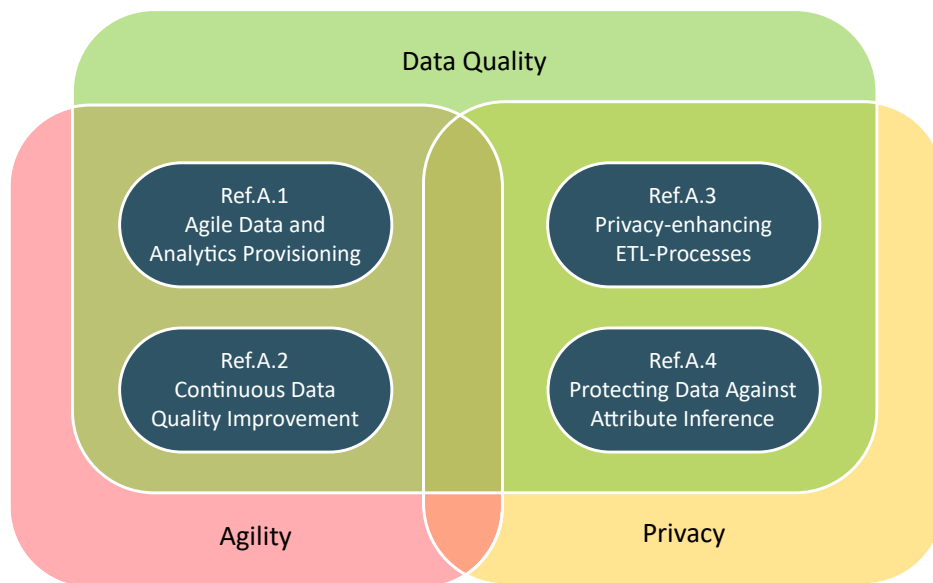 Data Quality
Ref.A.1
Agile Data and
Analytics Provisioning
Ref.A.3
Privacy-enhancing
ETL-Processes
Ref.A.2
Continuous Data
Quality Improvement
Ref.A.4
Protecting Data Against
Attribute Inference
Agility
Privacy